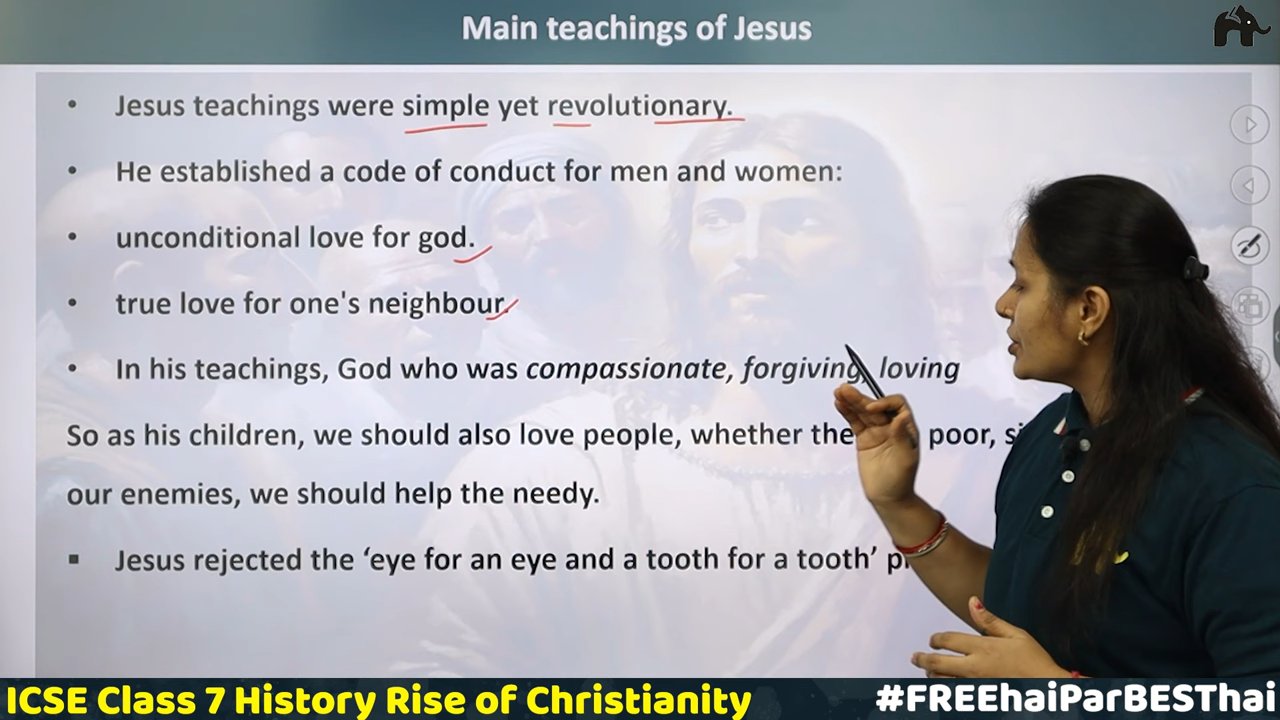 Main teachings of Jesus
• Jesus teachings were simple yet revolutionary.
• He established a code of conduct for men and women:
• unconditional love for god.
• true love for one's neighbour.
• In his teachings, God who was compassionate, forgiving, loving
So as his children, we should also love people, whether poor,
our enemies, we should help the needy.
▪ Jesus rejected the ‘eye for an eye and a tooth for a tooth’
ICSE Class 7 History Rise of Christianity
#FREEhaiParBESThai